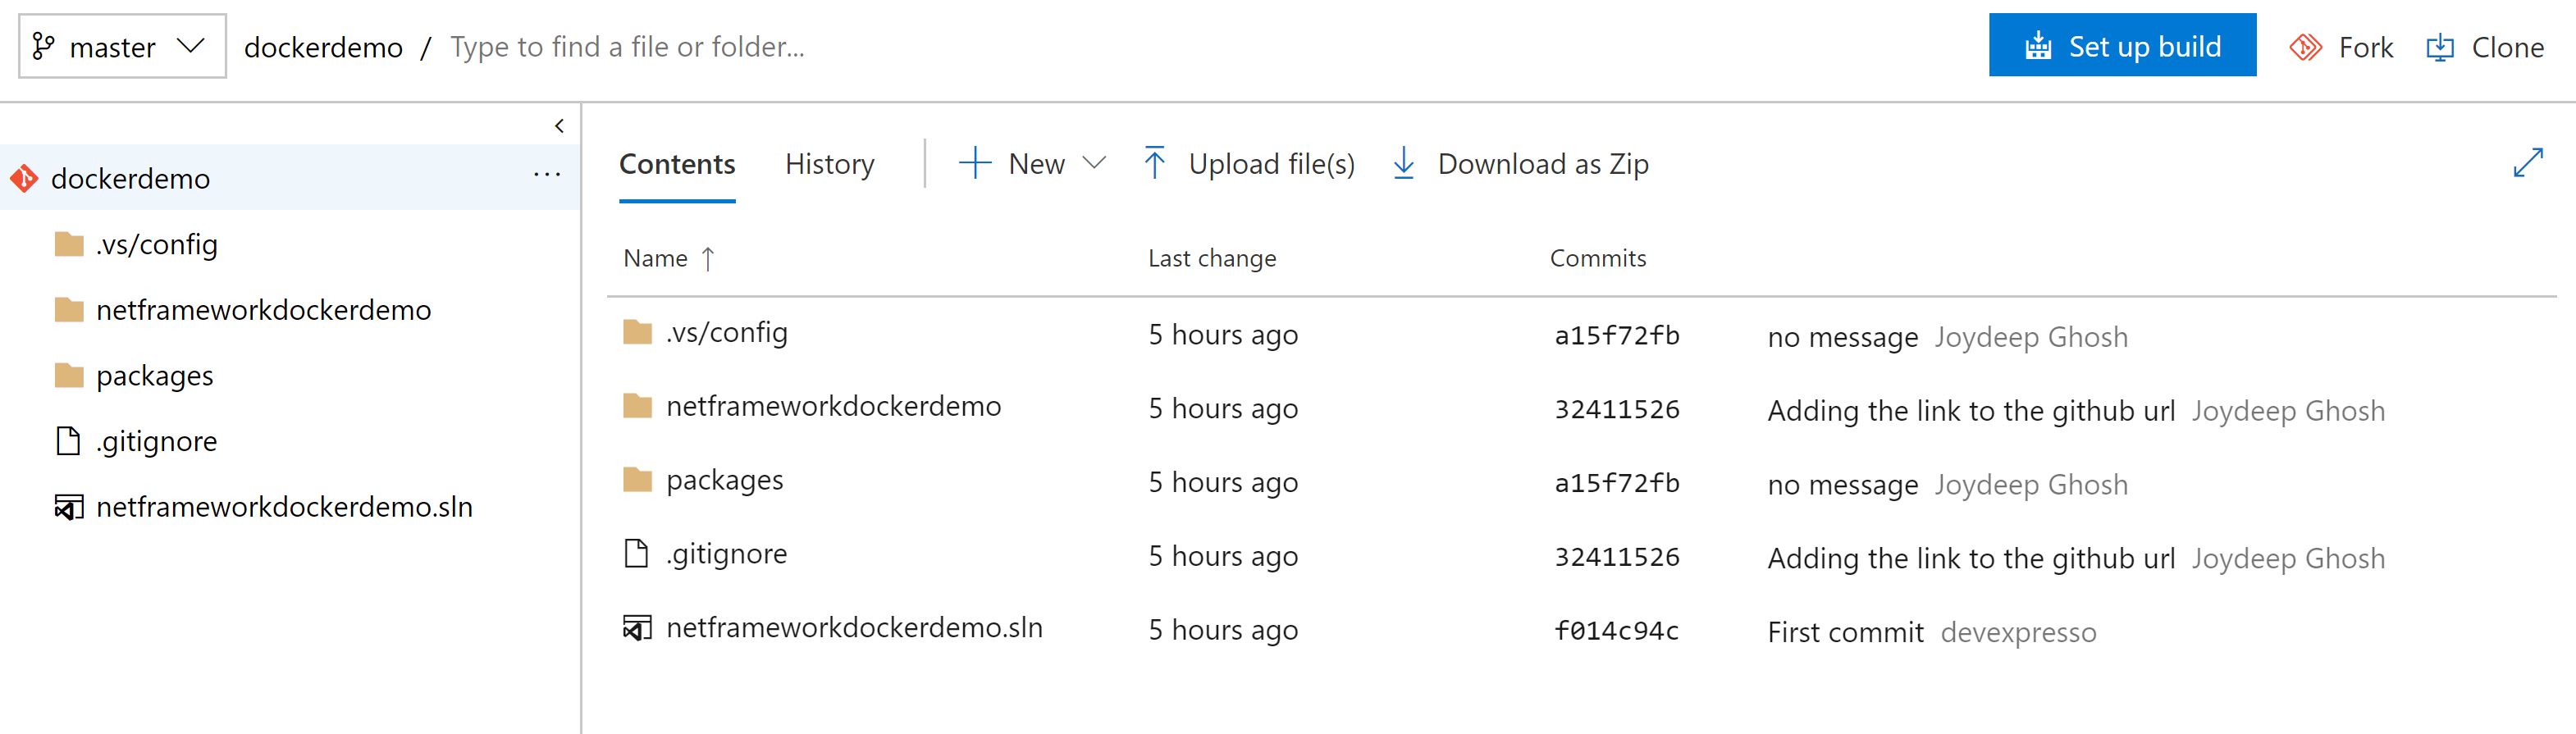 master dockerdemo / Type to find a file or folder... Set up build Fork Clone
dockerdemo ...
.vs/config
netframeworkdockerdemo
packages
.gitignore
netframeworkdockerdemo.sln
Contents History New Upload file(s) Download as Zip
Name Last change Commits
.vs/config 5 hours ago a15f72fb no message Joydeep Ghosh
netframeworkdockerdemo 5 hours ago 32411526 Adding the link to the github url Joydeep Ghosh
packages 5 hours ago a15f72fb no message Joydeep Ghosh
.gitignore 5 hours ago 32411526 Adding the link to the github url Joydeep Ghosh
netframeworkdockerdemo.sln 5 hours ago f014c94c First commit devexpresso